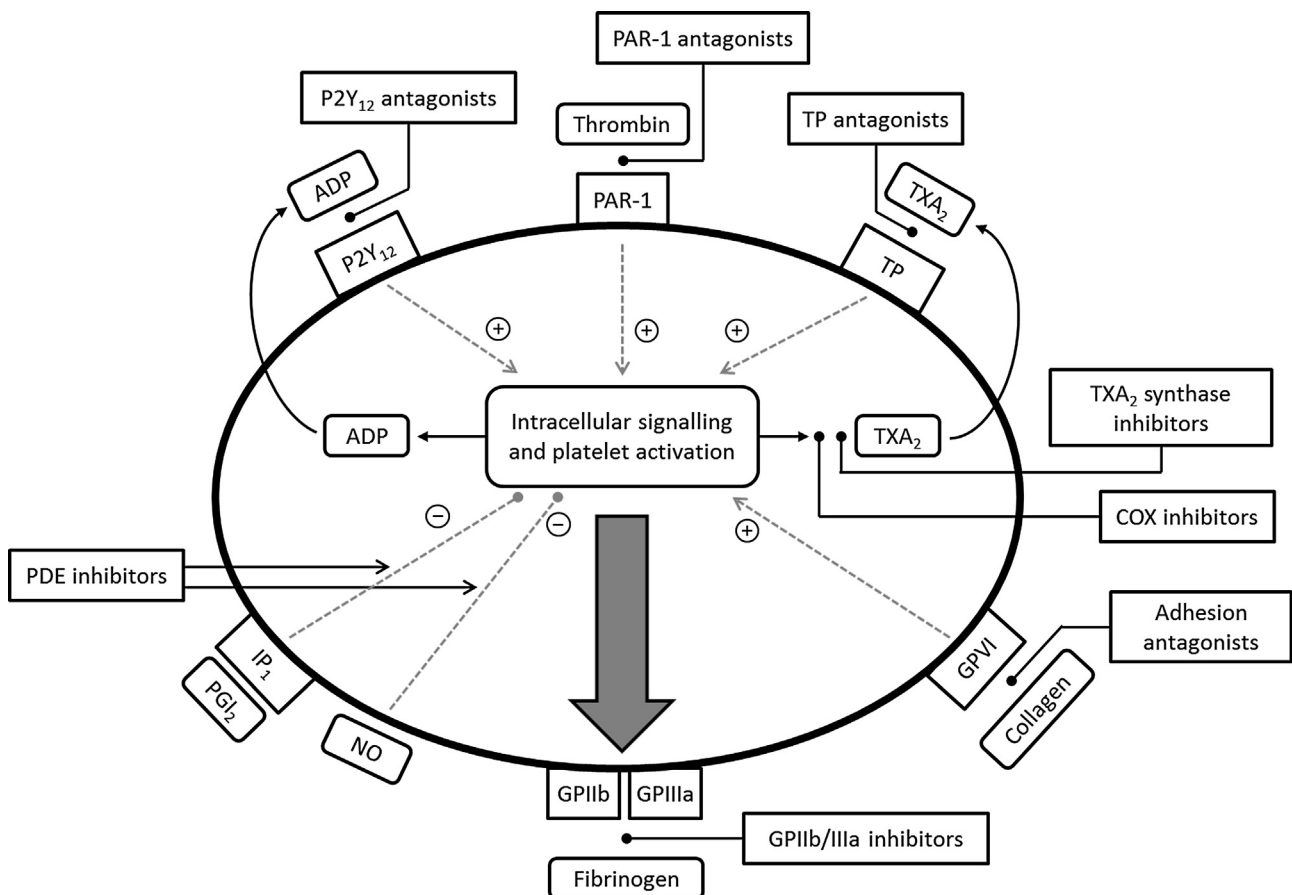 PAR-1 antagonists
P2Y₁₂ antagonists
Thrombin
TP antagonists
ADP
PAR-1
TXA₂
P2Y₁₂
TP
+
+
+
Intracellular signalling
and platelet activation
ADP
TXA₂
TXA₂ synthase
inhibitors
−
−
+
COX inhibitors
PDE inhibitors
Adhesion
antagonists
IP₁
PGI₂
NO
GPVI
Collagen
GPIIb
GPIIIa
GPIIb/IIIa inhibitors
Fibrinogen